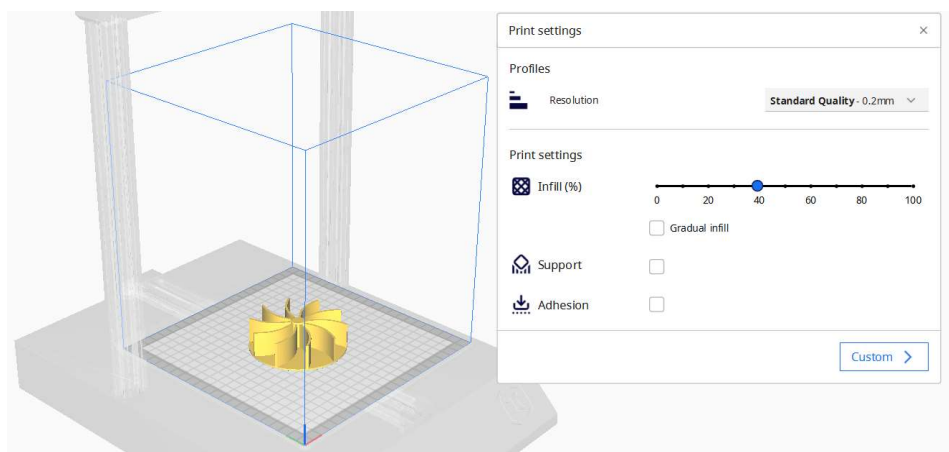 Print settings
Profiles
Resolution
Standard Quality - 0.2mm
Print settings
Infill (%)
0 20 40 60 80 100
Gradual infill
Support
Adhesion
Custom